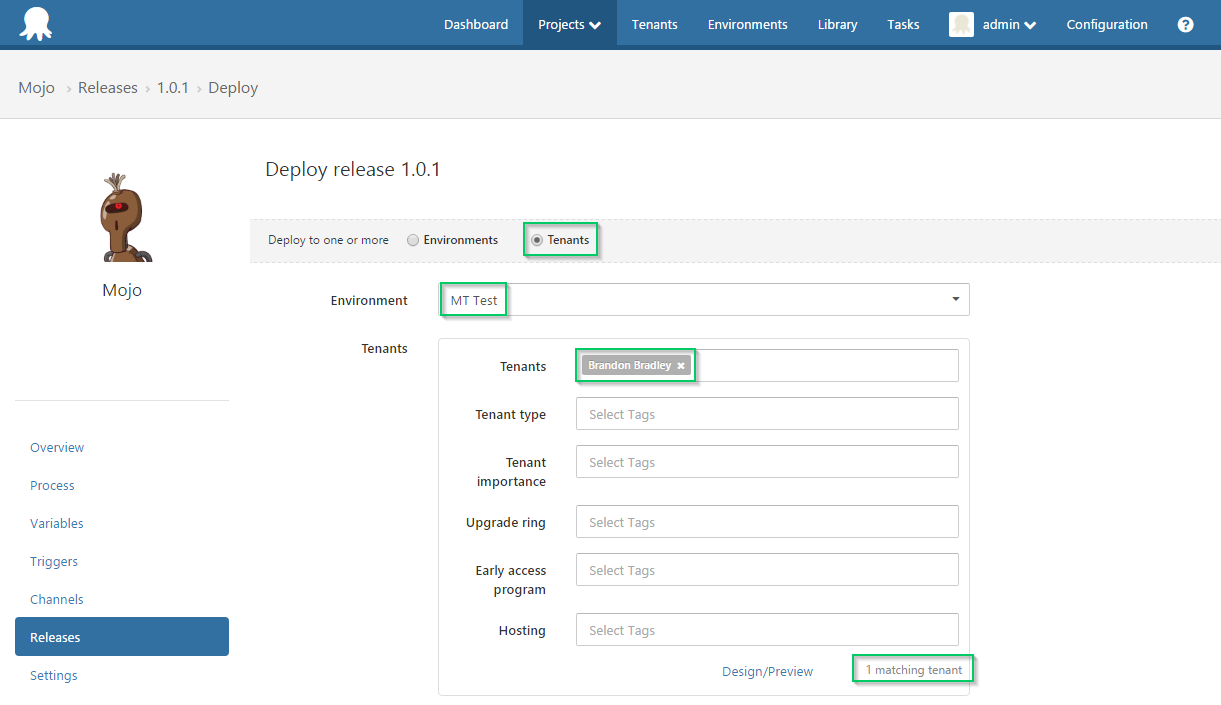 Dashboard Projects Tenants Environments Library Tasks admin Configuration ?
Mojo › Releases › 1.0.1 › Deploy
Deploy release 1.0.1
Deploy to one or more Environments Tenants
Mojo
Environment MT Test
Tenants
Tenants Brandon Bradley ×
Tenant type Select Tags
Tenant
importance Select Tags
Upgrade ring Select Tags
Early access
program Select Tags
Hosting Select Tags
Design/Preview 1 matching tenant
Overview
Process
Variables
Triggers
Channels
Releases
Settings